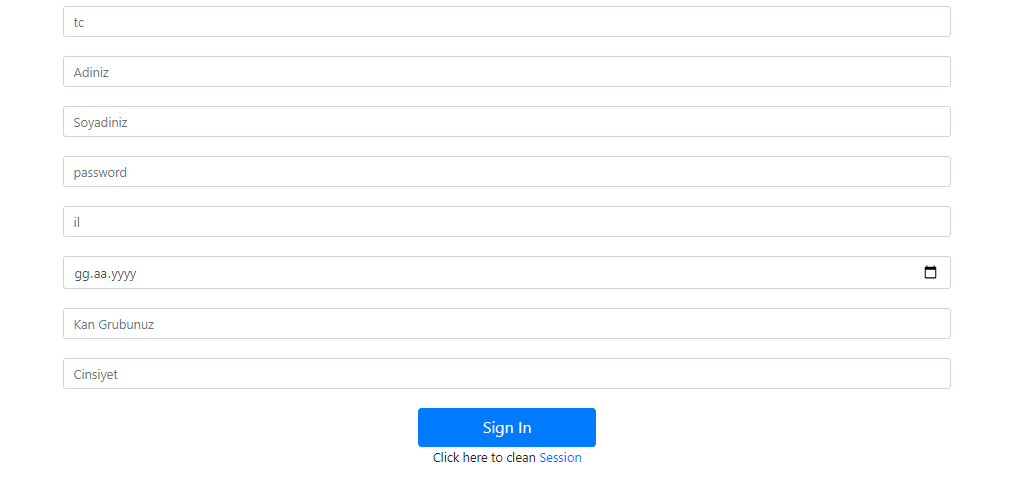 tc
Adiniz
Soyadiniz
password
il
gg.aa.yyyy
Kan Grubunuz
Cinsiyet
Sign In
Click here to clean Session